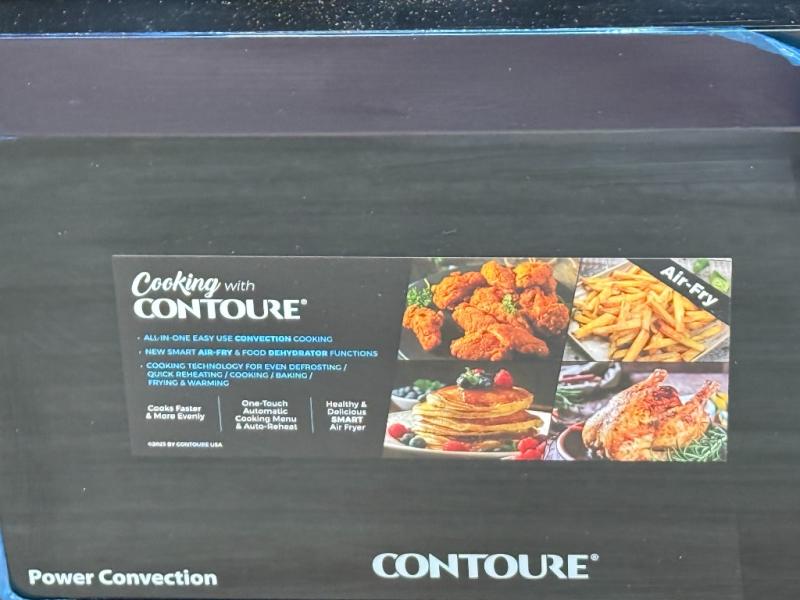 Cooking with
CONTOURE®
• ALL-IN-ONE EASY USE CONVECTION COOKING
• NEW SMART AIR-FRY & FOOD DEHYDRATOR FUNCTIONS
• COOKING TECHNOLOGY FOR EVEN DEFROSTING /
QUICK REHEATING / COOKING / BAKING /
FRYING & WARMING
Cooks Faster
& More Evenly
One-Touch
Automatic
Cooking Menu
& Auto-Reheat
Healthy &
Delicious
SMART
Air Fryer
©2023 BY CONTOURE USA
Air-Fry
Power Convection
CONTOURE®